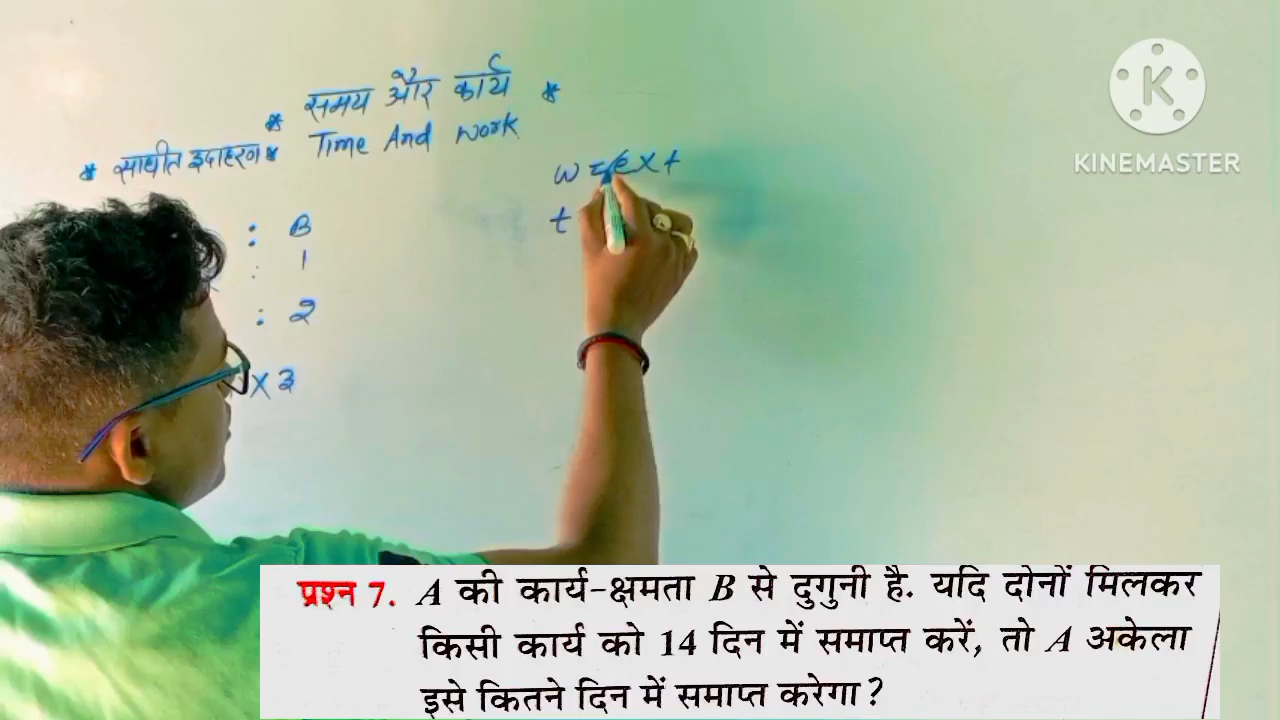 * समय और कार्य *
Time And work
* साधीत इदाहरण *
w = e x t
t
: B
: 1
: 2
x 3
KINEMASTER
प्रश्न 7. A की कार्य-क्षमता B से दुगुनी है. यदि दोनों मिलकर
किसी कार्य को 14 दिन में समाप्त करें, तो A अकेला
इसे कितने दिन में समाप्त करेगा?